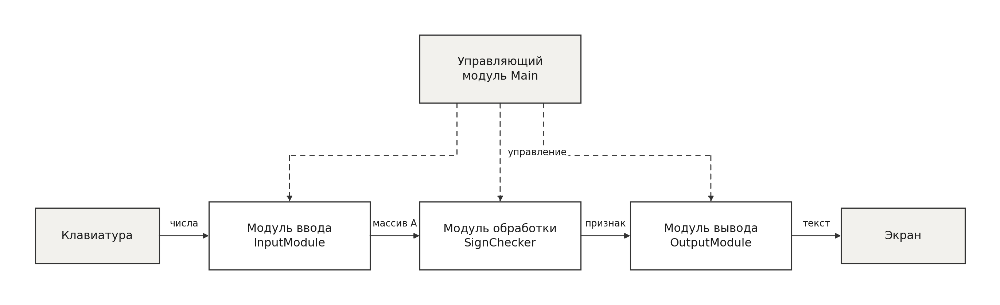 Управляющий
модуль Main
управление
Клавиатура
числа
Модуль ввода
InputModule
массив A
Модуль обработки
SignChecker
признак
Модуль вывода
OutputModule
текст
Экран